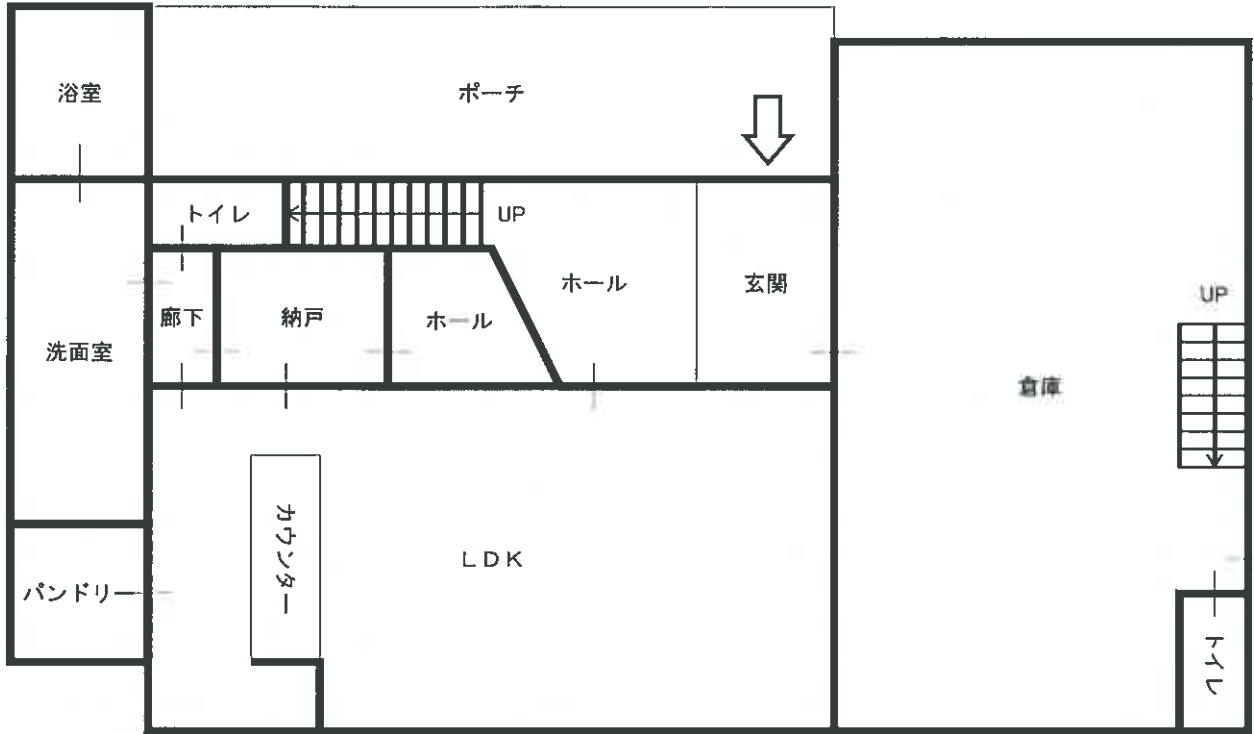 浴室
ポーチ
トイレ
UP
ホール
玄関
廊下
納戸
ホール
洗面室
UP
倉庫
カウンター
LDK
パンドリー
トイレ